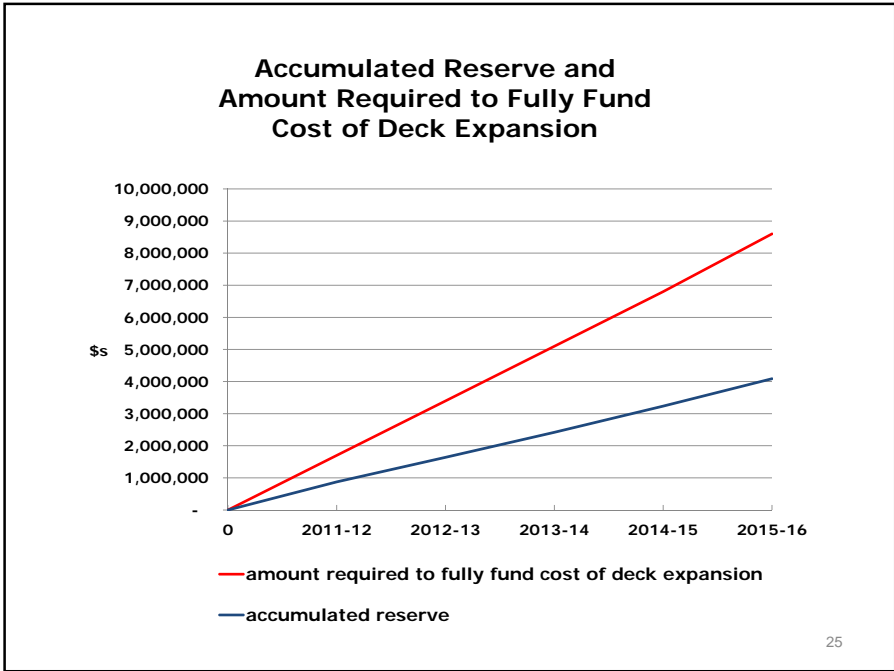 Accumulated Reserve and
Amount Required to Fully Fund
Cost of Deck Expansion
10,000,000
9,000,000
8,000,000
7,000,000
6,000,000
$s 5,000,000
4,000,000
3,000,000
2,000,000
1,000,000
-
0 2011-12 2012-13 2013-14 2014-15 2015-16
amount required to fully fund cost of deck expansion
accumulated reserve
25